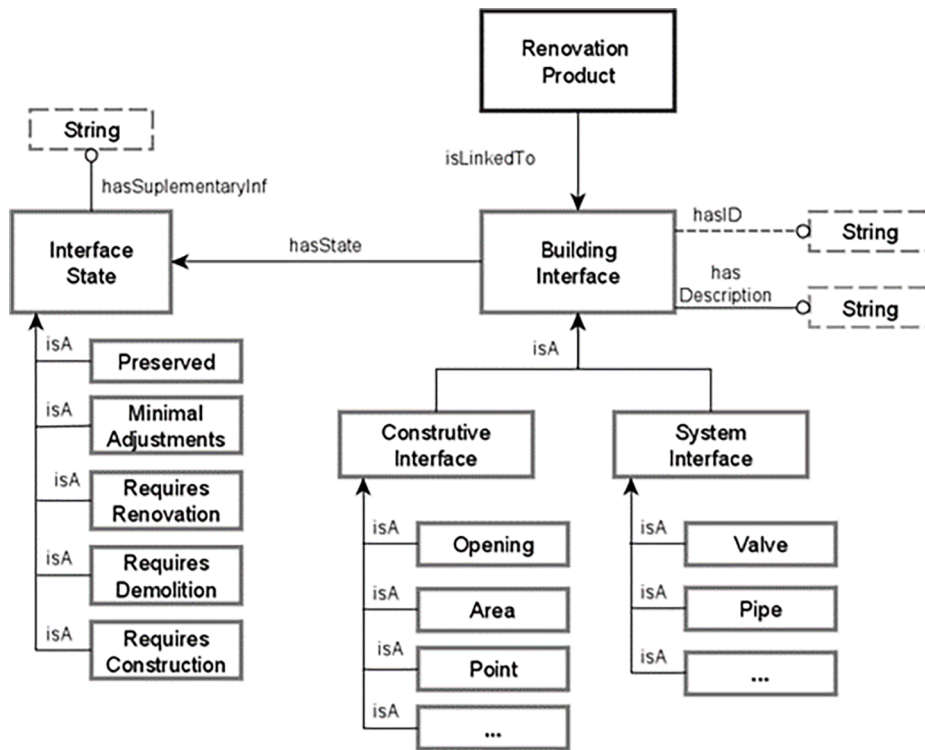 Renovation
Product
String
isLinkedTo
hasSuplementaryInf
Interface
State
hasState
Building
Interface
hasID
String
has
Description
String
isA
isA
Preserved
isA
Minimal
Adjustments
isA
Requires
Renovation
isA
Requires
Demolition
isA
Requires
Construction
Construtive
Interface
isA
Opening
isA
Area
isA
Point
isA
...
System
Interface
isA
Valve
isA
Pipe
isA
...